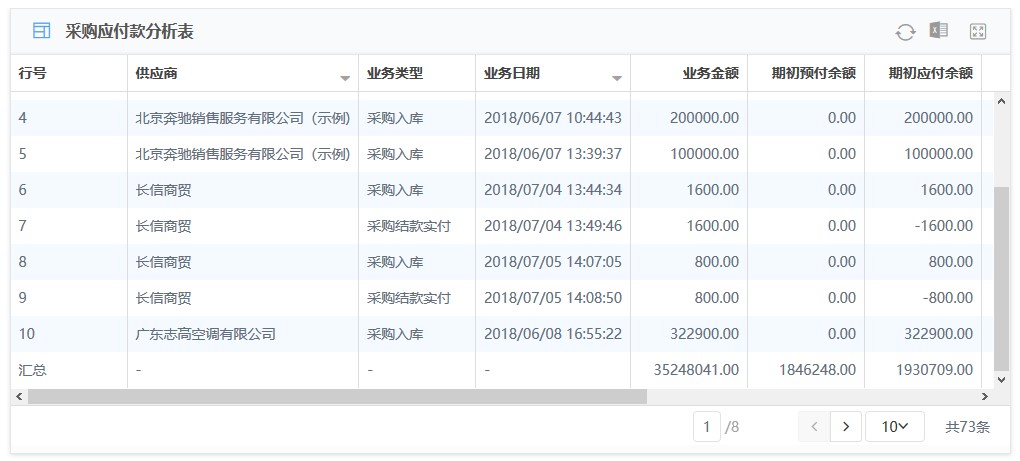 采购应付款分析表
行号 供应商 业务类型 业务日期 业务金额 期初预付余额 期初应付余额
4 北京奔驰销售服务有限公司（示例） 采购入库 2018/06/07 10:44:43 200000.00 0.00 200000.00
5 北京奔驰销售服务有限公司（示例） 采购入库 2018/06/07 13:39:37 100000.00 0.00 100000.00
6 长信商贸 采购入库 2018/07/04 13:44:34 1600.00 0.00 1600.00
7 长信商贸 采购结款实付 2018/07/04 13:49:46 1600.00 0.00 -1600.00
8 长信商贸 采购入库 2018/07/05 14:07:05 800.00 0.00 800.00
9 长信商贸 采购结款实付 2018/07/05 14:08:50 800.00 0.00 -800.00
10 广东志高空调有限公司 采购入库 2018/06/08 16:55:22 322900.00 0.00 322900.00
汇总 - - - 35248041.00 1846248.00 1930709.00
1 /8 10 共73条